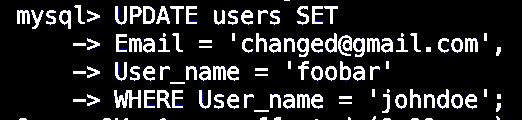 mysql> UPDATE users SET
-> Email = 'changed@gmail.com',
-> User_name = 'foobar'
-> WHERE User_name = 'johndoe';